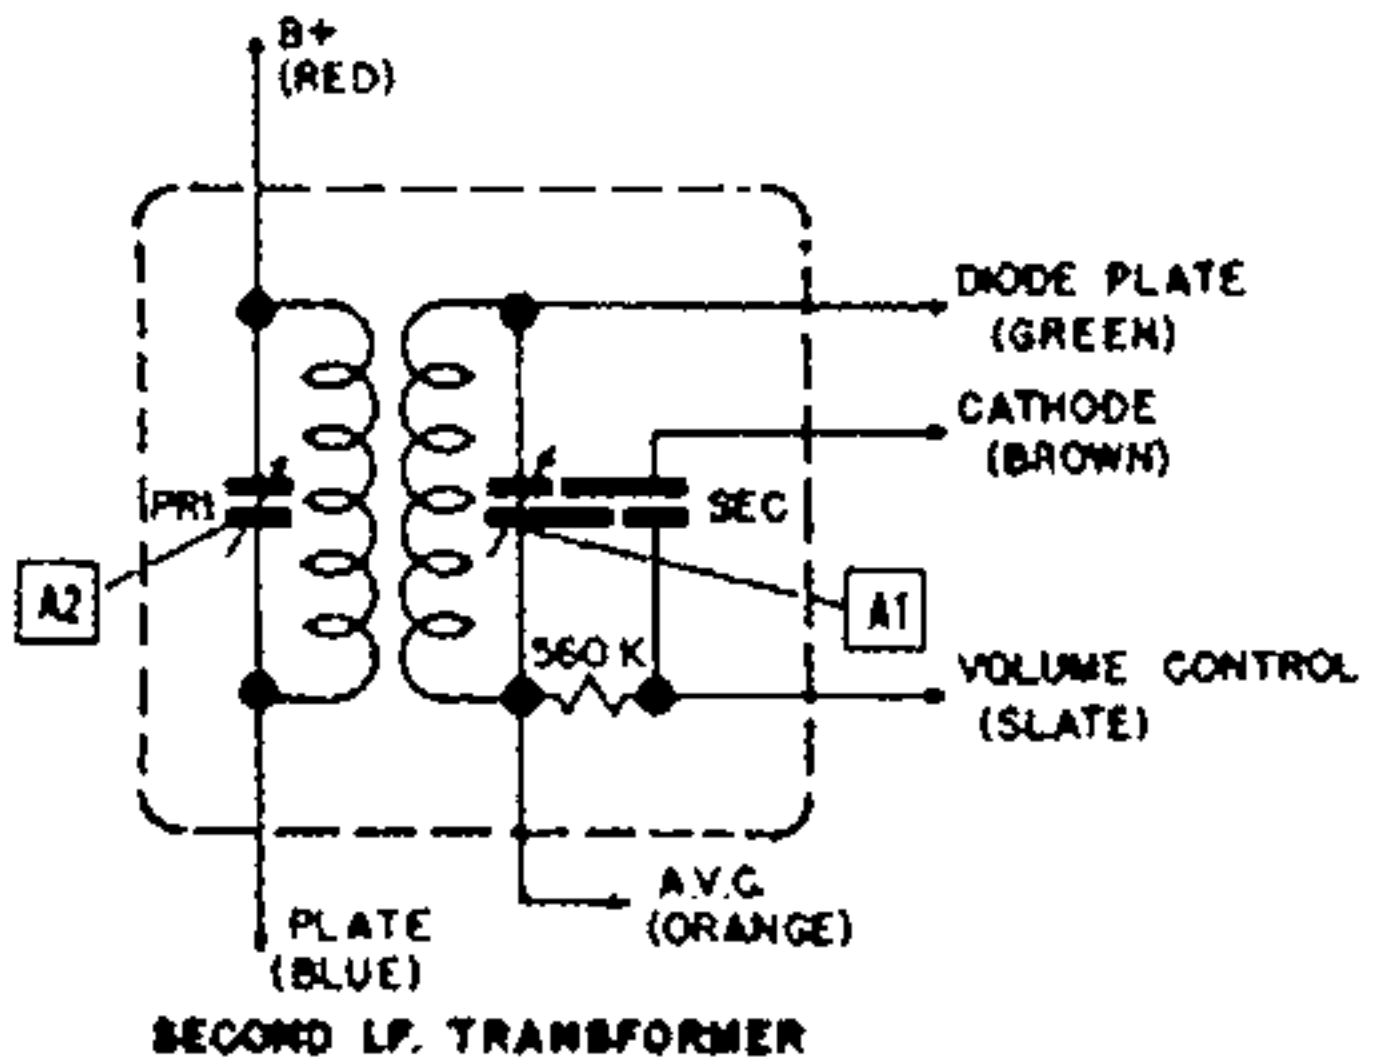 B+
(RED)
DIODE PLATE
(GREEN)
CATHODE
(BROWN)
PRI
SEC
A2
A1
560 K
VOLUME CONTROL
(SLATE)
A.V.C.
(ORANGE)
PLATE
(BLUE)
SECOND I.F. TRANSFORMER